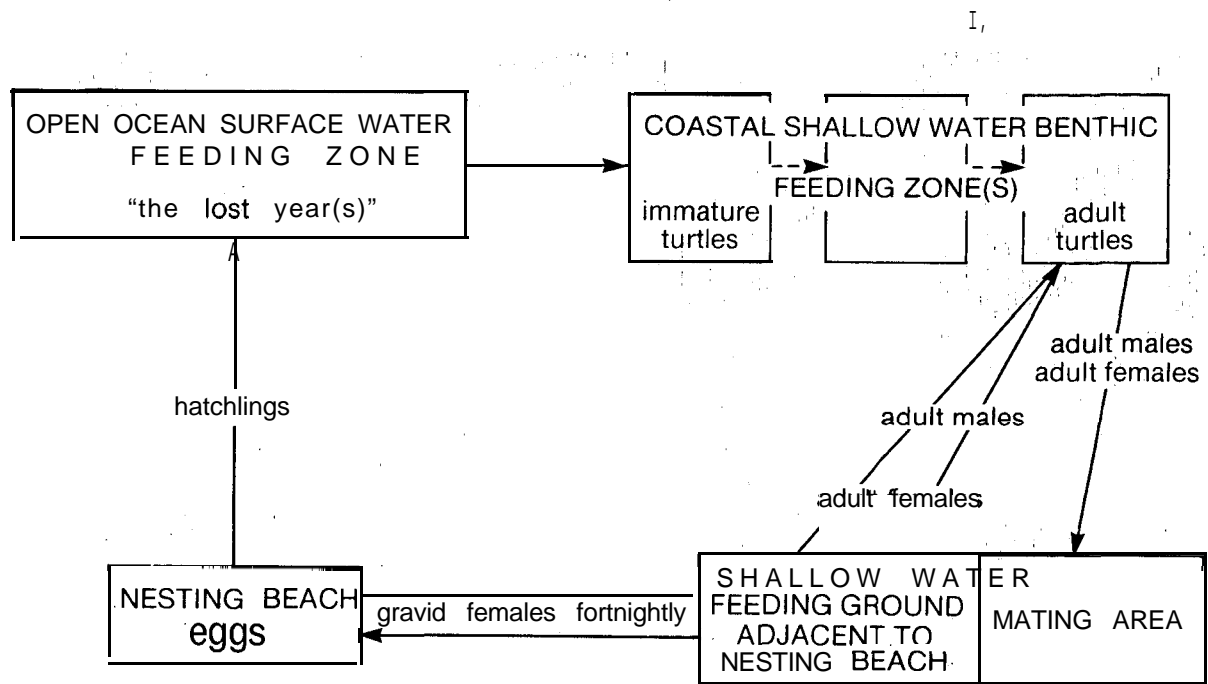 I,
OPEN OCEAN SURFACE WATER
FEEDING ZONE
“the lost year(s)”
COASTAL SHALLOW WATER BENTHIC
FEEDING ZONE(S)
immature
turtles
adult
turtles
adult males
adult females
hatchlings
adult males
adult females
NESTING BEACH
eggs
gravid females fortnightly
SHALLOW WATER
FEEDING GROUND
ADJACENT TO
NESTING BEACH
MATING AREA